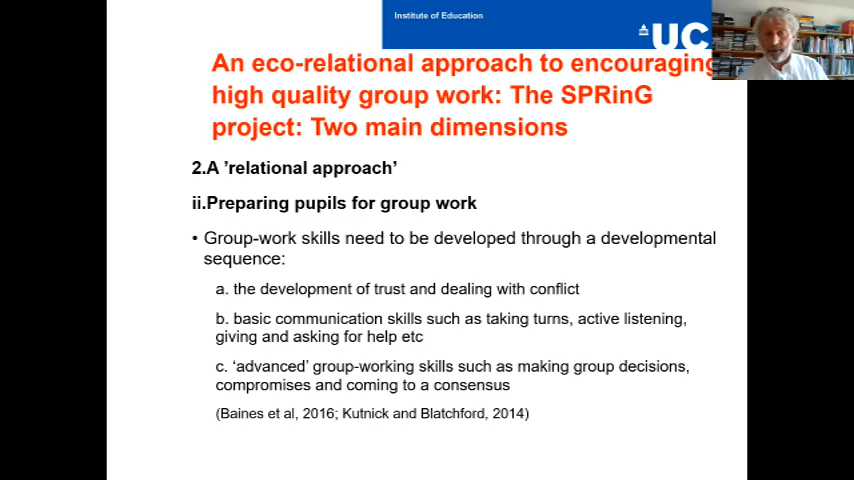 Institute of Education
UC
An eco-relational approach to encouraging
high quality group work: The SPRinG
project: Two main dimensions
2.A ’relational approach’
ii.Preparing pupils for group work
• Group-work skills need to be developed through a developmental
sequence:
a. the development of trust and dealing with conflict
b. basic communication skills such as taking turns, active listening,
giving and asking for help etc
c. ‘advanced’ group-working skills such as making group decisions,
compromises and coming to a consensus
(Baines et al, 2016; Kutnick and Blatchford, 2014)